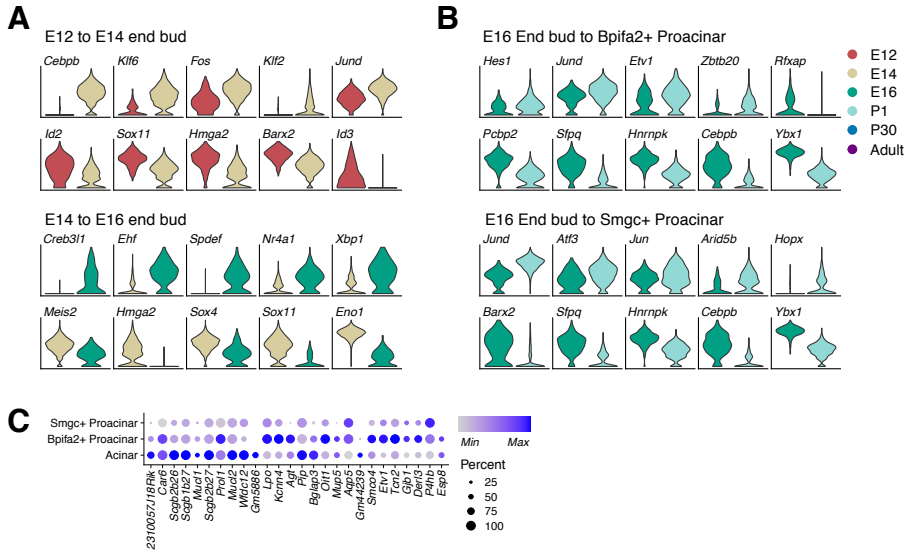 A
E12 to E14 end bud
Cebpb Klf6 Fos Klf2 Jund
Id2 Sox11 Hmga2 Barx2 Id3
E14 to E16 end bud
Creb3l1 Ehf Spdef Nr4a1 Xbp1
Meis2 Hmga2 Sox4 Sox11 Eno1
B
E16 End bud to Bpifa2+ Proacinar
Hes1 Jund Etv1 Zbtb20 Rfxap
Pcbp2 Sfpq Hnrnpk Cebpb Ybx1
E16 End bud to Smgc+ Proacinar
Jund Atf3 Jun Arid5b Hopx
Barx2 Sfpq Hnrnpk Cebpb Ybx1
E12
E14
E16
P1
P30
Adult
C
Smgc+ Proacinar
Bpifa2+ Proacinar
Acinar
2310057J18Rik
Car6
Scgb2b26
Scgb1b27
Mucl1
Scgb2b27
Prol1
Mucl2
Wfdc12
Gm5886
Lpo
Kcnn4
Agt
Pip
Bglap3
Oit1
Mup5
Aqp5
Gm44239
Smco4
Etv1
Tcn2
Gjb1
Derl3
P4hb
Esp8
Min Max
Percent
25
50
75
100